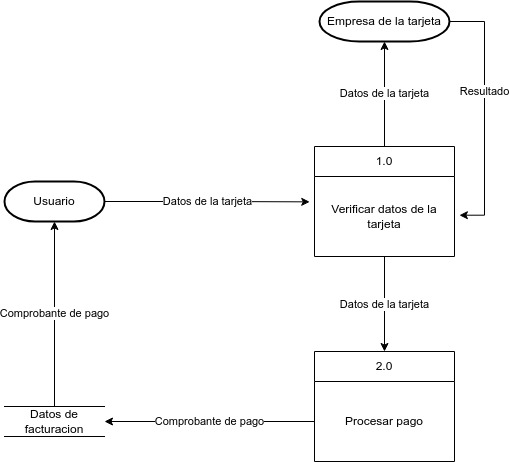 Empresa de la tarjeta
Datos de la tarjeta
Resultado
1.0
Usuario
Datos de la tarjeta
Verificar datos de la
tarjeta
Datos de la tarjeta
Comprobante de pago
2.0
Datos de
facturacion
Comprobante de pago
Procesar pago